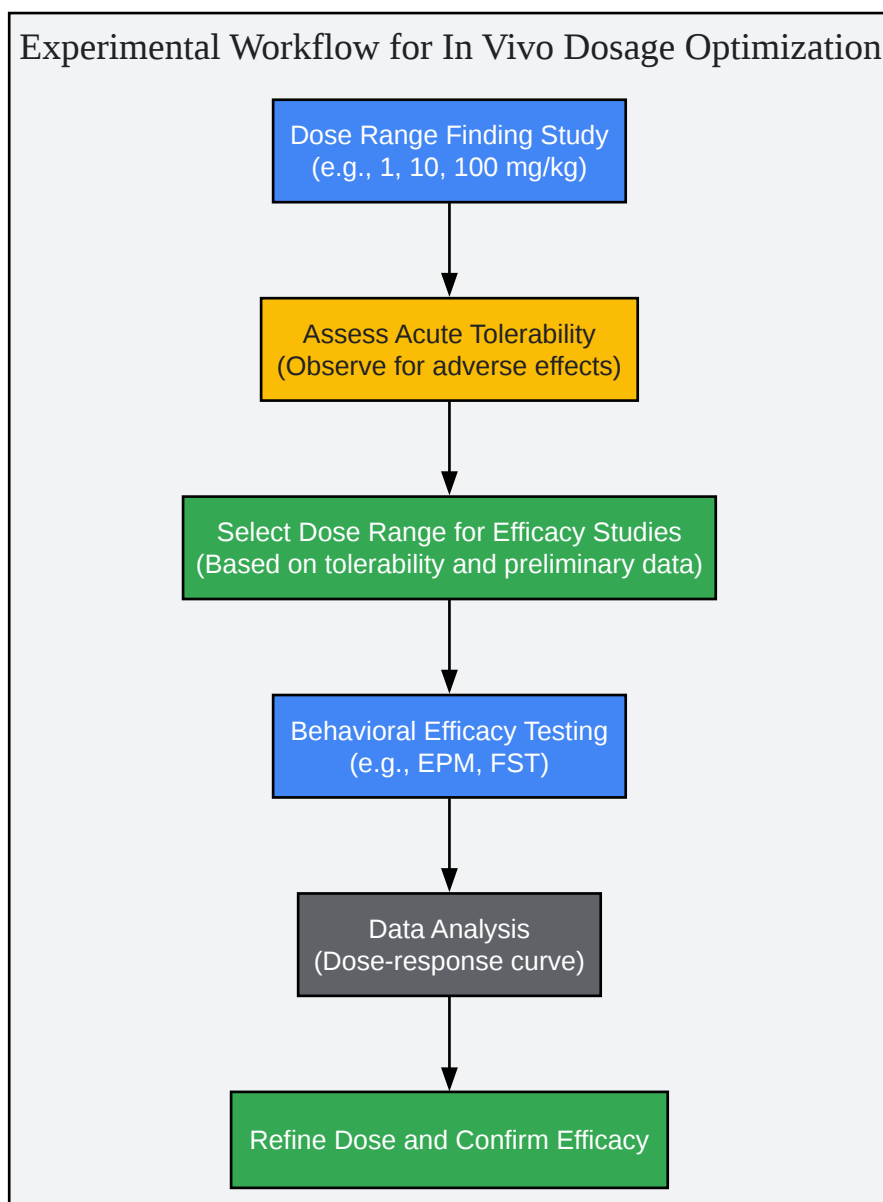 Experimental Workflow for In Vivo Dosage Optimization
Dose Range Finding Study
(e.g., 1, 10, 100 mg/kg)
Assess Acute Tolerability
(Observe for adverse effects)
Select Dose Range for Efficacy Studies
(Based on tolerability and preliminary data)
Behavioral Efficacy Testing
(e.g., EPM, FST)
Data Analysis
(Dose-response curve)
Refine Dose and Confirm Efficacy